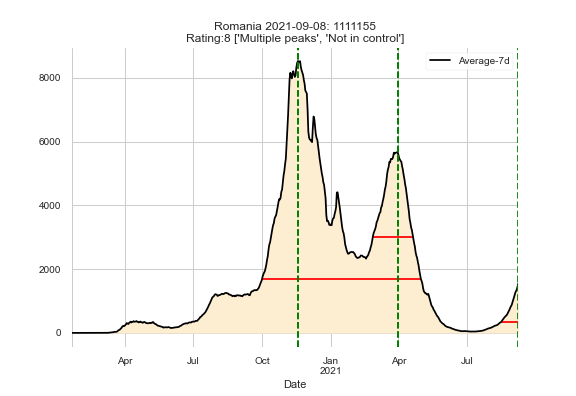 Romania 2021-09-08: 1111155
Rating:8 ['Multiple peaks', 'Not in control']
Average-7d
8000
6000
4000
2000
0
Apr Jul Oct Jan Apr Jul
2021
Date